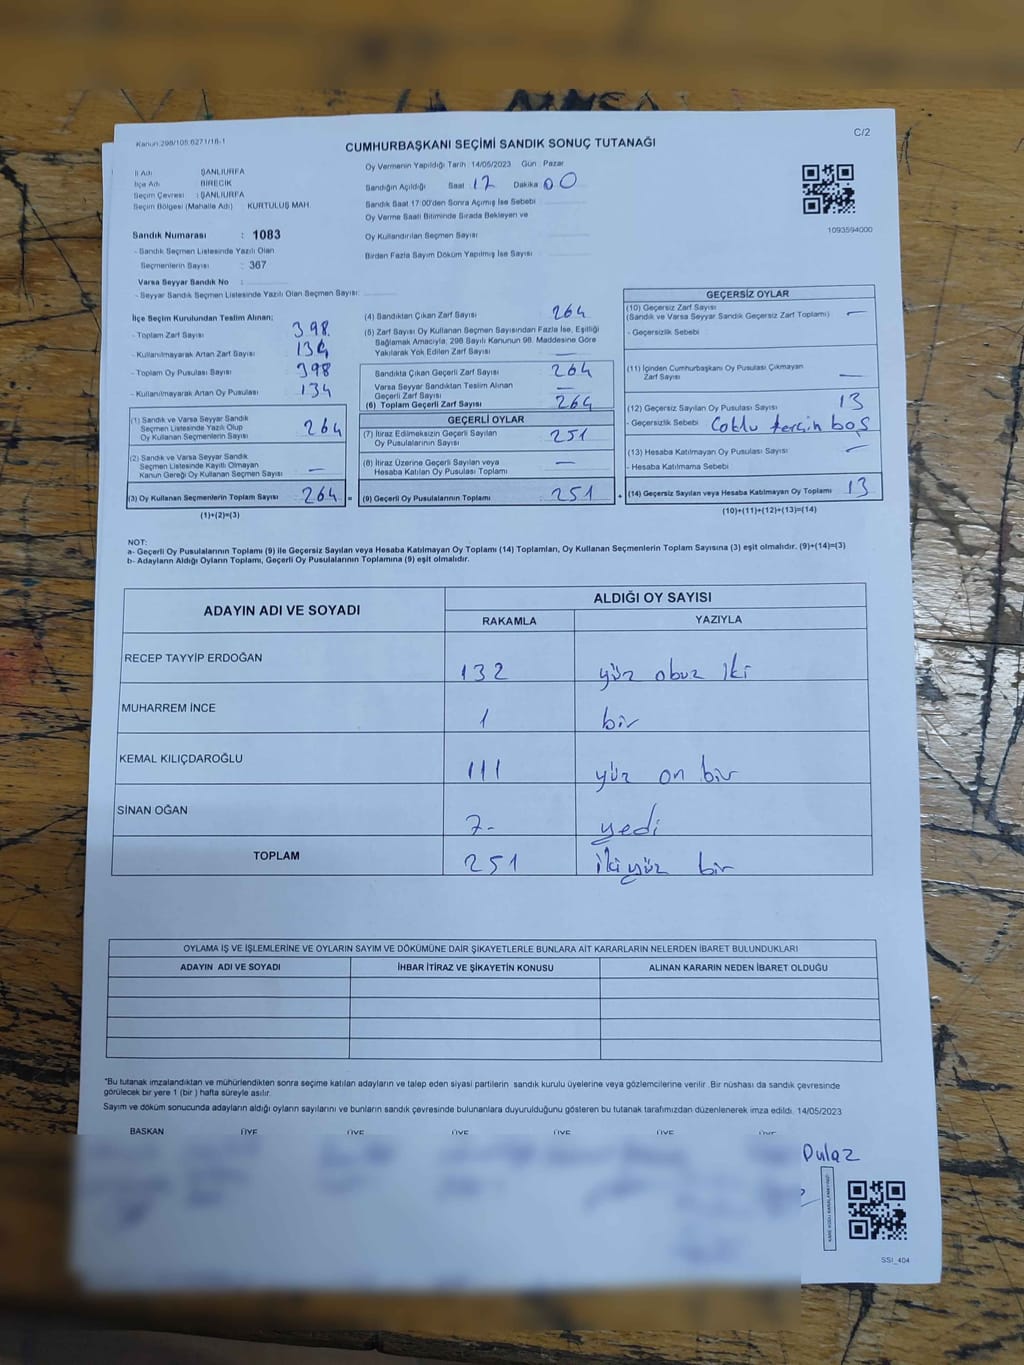 Kanun:298/105;6271/18-1
C/2
CUMHURBAŞKANI SEÇİMİ SANDIK SONUÇ TUTANAĞI
İl Adı : ŞANLIURFA
İlçe Adı : BİRECİK
Seçim Çevresi : ŞANLIURFA
Seçim Bölgesi (Mahalle Adı) : KURTULUŞ MAH.
Sandık Numarası : 1083
- Sandık Seçmen Listesinde Yazılı Olan
Seçmenlerin Sayısı : 367
Varsa Seyyar Sandık No :
- Seyyar Sandık Seçmen Listesinde Yazılı Olan Seçmen Sayısı:
Oy Vermenin Yapıldığı Tarih : 14/05/2023 Gün : Pazar
Sandığın Açıldığı Saat 17 Dakika 00
Sandık Saat 17:00'den Sonra Açılmış İse Sebebi
Oy Verme Saati Bitiminde Sırada Bekleyen ve
Oy Kullandırılan Seçmen Sayısı
Birden Fazla Sayım Döküm Yapılmış İse Sayısı
1093594000
İlçe Seçim Kurulundan Teslim Alınan;
- Toplam Zarf Sayısı 398
- Kullanılmayarak Artan Zarf Sayısı 134
- Toplam Oy Pusulası Sayısı 398
- Kullanılmayarak Artan Oy Pusulası 134
(1) Sandık ve Varsa Seyyar Sandık
Seçmen Listesinde Yazılı Olup
Oy Kullanan Seçmenlerin Sayısı 264
(2) Sandık ve Varsa Seyyar Sandık
Seçmen Listesinde Kayıtlı Olmayan
Kanun Gereği Oy Kullanan Seçmen Sayısı —
(3) Oy Kullanan Seçmenlerin Toplam Sayısı 264 =
(1)+(2)=(3)
(4) Sandıktan Çıkan Zarf Sayısı 264
(5) Zarf Sayısı Oy Kullanan Seçmen Sayısından Fazla İse, Eşitliği
Sağlamak Amacıyla, 298 Sayılı Kanunun 98. Maddesine Göre
Yakılarak Yok Edilen Zarf Sayısı —
Sandıkta Çıkan Geçerli Zarf Sayısı 264
Varsa Seyyar Sandıktan Teslim Alınan
Geçerli Zarf Sayısı —
(6) Toplam Geçerli Zarf Sayısı 264
GEÇERLİ OYLAR
(7) İtiraz Edilmeksizin Geçerli Sayılan
Oy Pusulalarının Sayısı 251
(8) İtiraz Üzerine Geçerli Sayılan veya
Hesaba Katılan Oy Pusulası Toplamı —
(9) Geçerli Oy Pusulalarının Toplamı 251 +
GEÇERSİZ OYLAR
(10) Geçersiz Zarf Sayısı
(Sandık ve Varsa Seyyar Sandık Geçersiz Zarf Toplamı) —
- Geçersizlik Sebebi
(11) İçinden Cumhurbaşkanı Oy Pusulası Çıkmayan
Zarf Sayısı —
(12) Geçersiz Sayılan Oy Pusulası Sayısı 13
- Geçersizlik Sebebi Çoklu tercih boş
(13) Hesaba Katılmayan Oy Pusulası Sayısı —
- Hesaba Katılmama Sebebi
(14) Geçersiz Sayılan veya Hesaba Katılmayan Oy Toplamı 13
(10)+(11)+(12)+(13)=(14)
NOT:
a- Geçerli Oy Pusulalarının Toplamı (9) ile Geçersiz Sayılan veya Hesaba Katılmayan Oy Toplamı (14) Toplamları, Oy Kullanan Seçmenlerin Toplam Sayısına (3) eşit olmalıdır. (9)+(14)=(3)
b- Adayların Aldığı Oyların Toplamı, Geçerli Oy Pusulalarının Toplamına (9) eşit olmalıdır.
ADAYIN ADI VE SOYADI ALDIĞI OY SAYISI
RAKAMLA YAZIYLA
RECEP TAYYİP ERDOĞAN 132 yüz otuz iki
MUHARREM İNCE 1 bir
KEMAL KILIÇDAROĞLU 111 yüz on bir
SİNAN OĞAN 7- yedi
TOPLAM 251 ikiyüz bir
OYLAMA İŞ VE İŞLEMLERİNE VE OYLARIN SAYIM VE DÖKÜMÜNE DAİR ŞİKAYETLERLE BUNLARA AİT KARARLARIN NELERDEN İBARET BULUNDUKLARI
ADAYIN ADI VE SOYADI İHBAR İTİRAZ VE ŞİKAYETİN KONUSU ALINAN KARARIN NEDEN İBARET OLDUĞU
*Bu tutanak imzalandıktan ve mühürlendikten sonra seçime katılan adayların ve talep eden siyasi partilerin sandık kurulu üyelerine veya gözlemcilerine verilir. Bir nüshası da sandık çevresinde
görülecek bir yere 1 (bir ) hafta süreyle asılır.
Sayım ve döküm sonucunda adayların aldığı oyların sayılarını ve bunların sandık çevresinde bulunanlara duyurulduğunu gösteren bu tutanak tarafımızdan düzenlenerek imza edildi. 14/05/2023
BAŞKAN ÜYE ÜYE ÜYE ÜYE ÜYE ÜYE
SSI_404